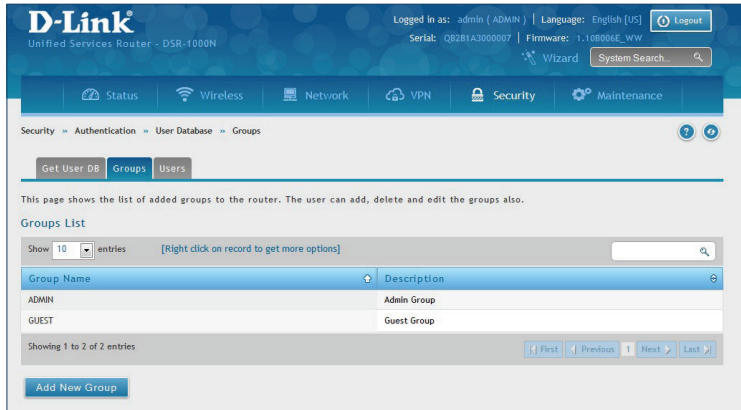 D-Link
Logged in as: admin ( ADMIN ) | Language: English [US] Logout
Unified Services Router - DSR-1000N
Serial: QB2B1A3000007 | Firmware: 1.10B006E_WW
Wizard System Search...
Status Wireless Network VPN Security Maintenance
Security » Authentication » User Database » Groups
Get User DB Groups Users
This page shows the list of added groups to the router. The user can add, delete and edit the groups also.
Groups List
Show 10 entries [Right click on record to get more options]
Group Name Description
ADMIN Admin Group
GUEST Guest Group
Showing 1 to 2 of 2 entries First Previous 1 Next Last
Add New Group